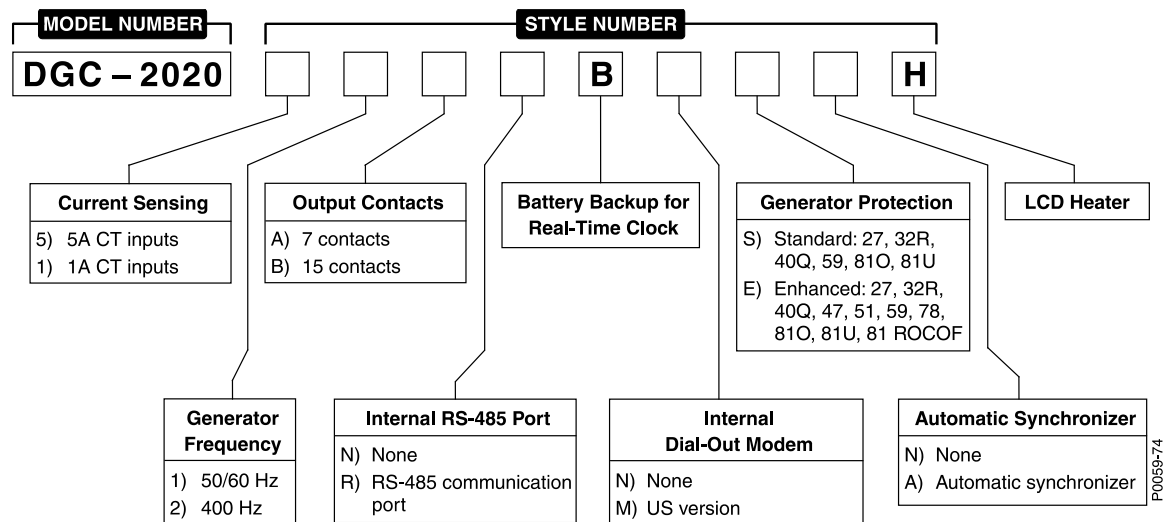 MODEL NUMBER
STYLE NUMBER
DGC – 2020
B
H
Current Sensing
5) 5A CT inputs
1) 1A CT inputs
Output Contacts
A) 7 contacts
B) 15 contacts
Battery Backup for
Real-Time Clock
Generator Protection
S) Standard: 27, 32R,
40Q, 59, 81O, 81U
E) Enhanced: 27, 32R,
40Q, 47, 51, 59, 78,
81O, 81U, 81 ROCOF
LCD Heater
Generator
Frequency
1) 50/60 Hz
2) 400 Hz
Internal RS-485 Port
N) None
R) RS-485 communication
port
Internal
Dial-Out Modem
N) None
M) US version
Automatic Synchronizer
N) None
A) Automatic synchronizer
P0059-74